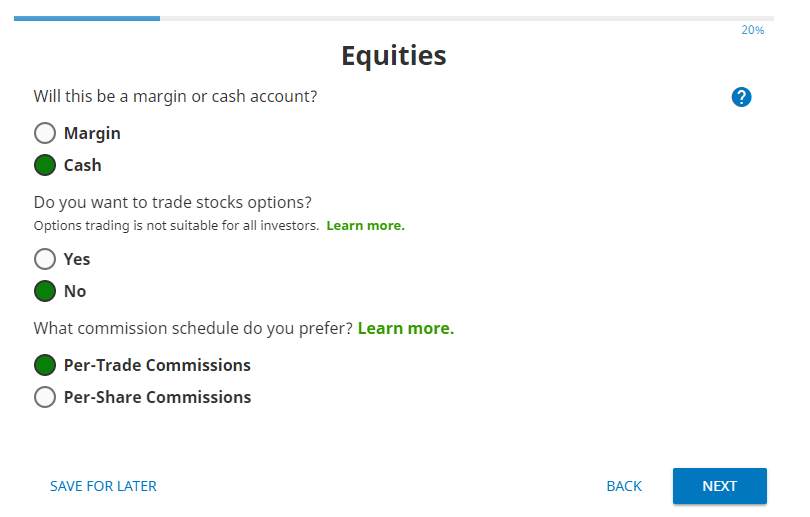 20%
Equities
Will this be a margin or cash account?
?
Margin
Cash
Do you want to trade stocks options?
Options trading is not suitable for all investors. Learn more.
Yes
No
What commission schedule do you prefer? Learn more.
Per-Trade Commissions
Per-Share Commissions
SAVE FOR LATER
BACK
NEXT